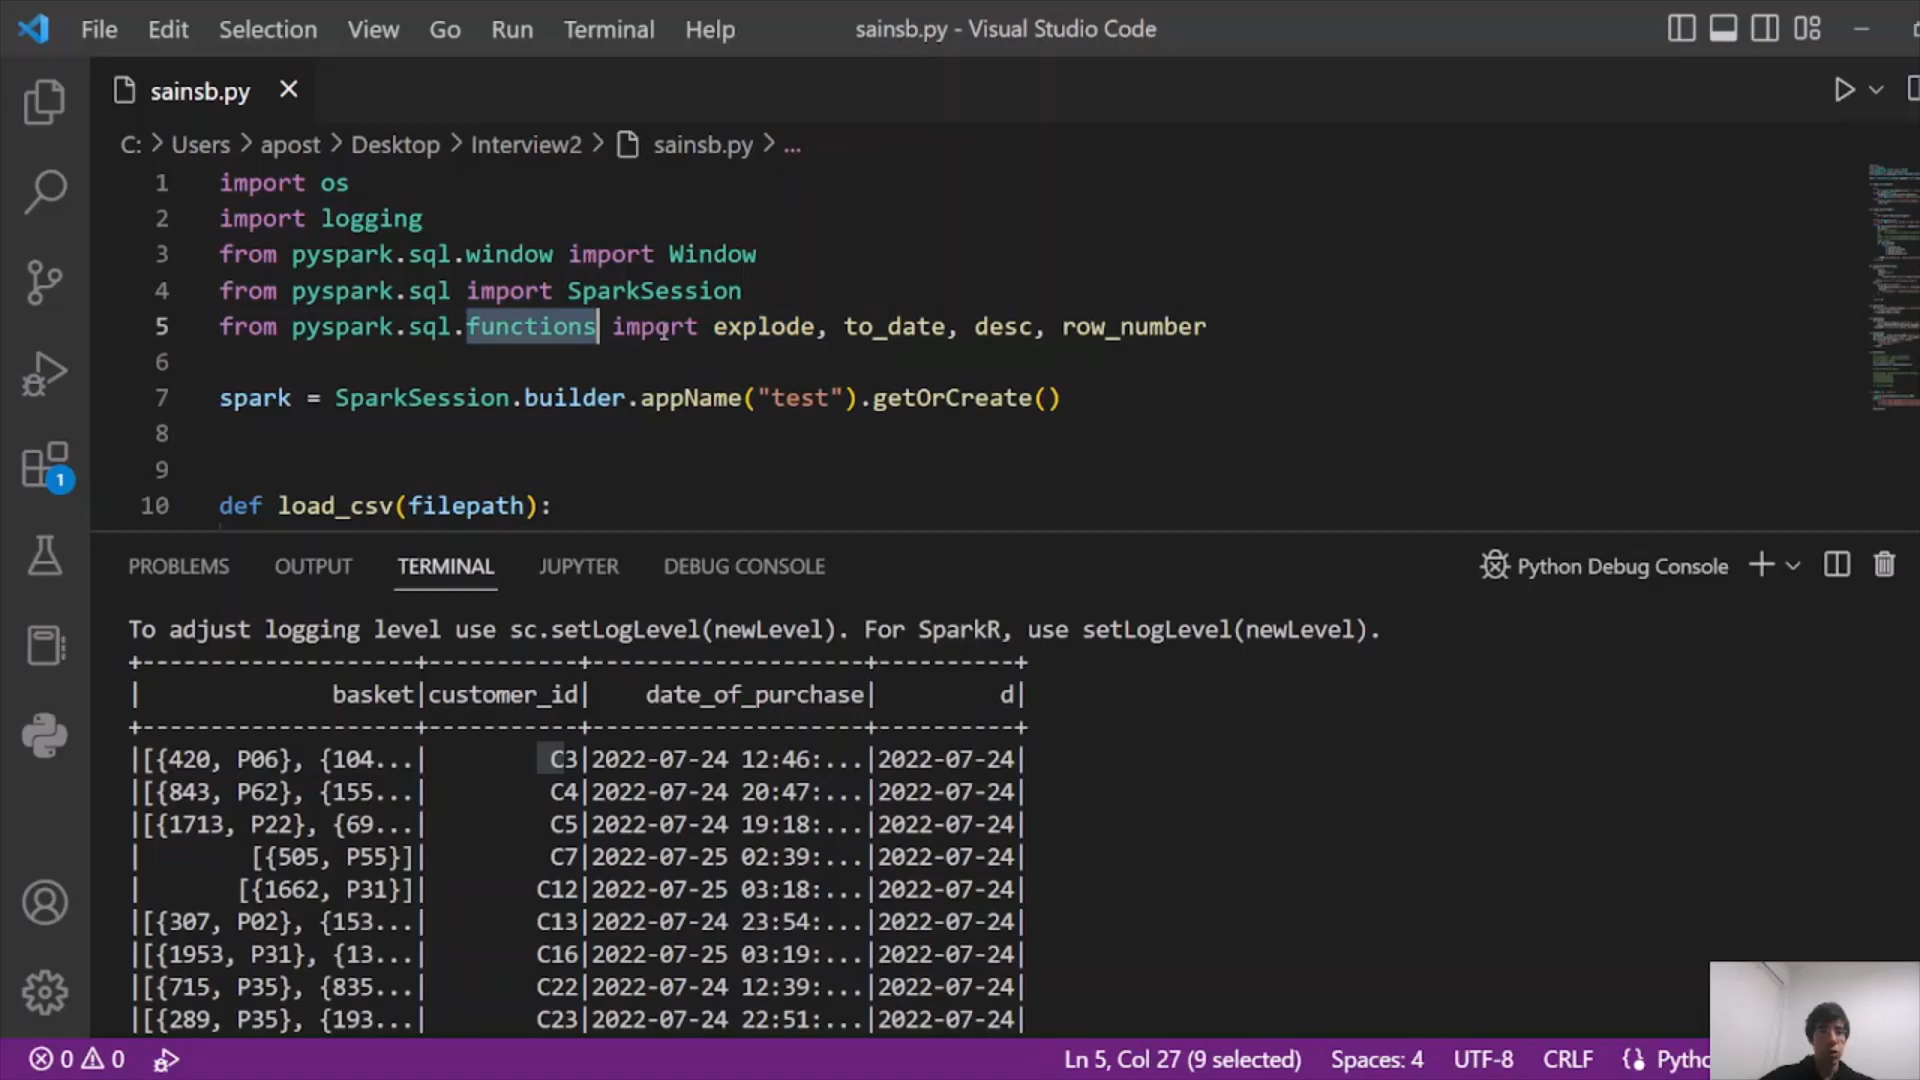 File Edit Selection View Go Run Terminal Help sainsb.py - Visual Studio Code
sainsb.py
C: > Users > apost > Desktop > Interview2 > sainsb.py > ...
1 import os
2 import logging
3 from pyspark.sql.window import Window
4 from pyspark.sql import SparkSession
5 from pyspark.sql.functions import explode, to_date, desc, row_number
6
7 spark = SparkSession.builder.appName("test").getOrCreate()
8
9
10 def load_csv(filepath):
1
PROBLEMS OUTPUT TERMINAL JUPYTER DEBUG CONSOLE Python Debug Console
To adjust logging level use sc.setLogLevel(newLevel). For SparkR, use setLogLevel(newLevel).
+--------------------+-----------+--------------------+----------+
|              basket|customer_id|    date_of_purchase|         d|
+--------------------+-----------+--------------------+----------+
|[{420, P06}, {104...|         C3|2022-07-24 12:46:...|2022-07-24|
|[{843, P62}, {155...|         C4|2022-07-24 20:47:...|2022-07-24|
|[{1713, P22}, {69...|         C5|2022-07-24 19:18:...|2022-07-24|
|        [{505, P55}]|         C7|2022-07-25 02:39:...|2022-07-24|
|       [{1662, P31}]|        C12|2022-07-25 03:18:...|2022-07-24|
|[{307, P02}, {153...|        C13|2022-07-24 23:54:...|2022-07-24|
|[{1953, P31}, {13...|        C16|2022-07-25 03:19:...|2022-07-24|
|[{715, P35}, {835...|        C22|2022-07-24 12:39:...|2022-07-24|
|[{289, P35}, {193...|        C23|2022-07-24 22:51:...|2022-07-24|
0 0 Ln 5, Col 27 (9 selected) Spaces: 4 UTF-8 CRLF